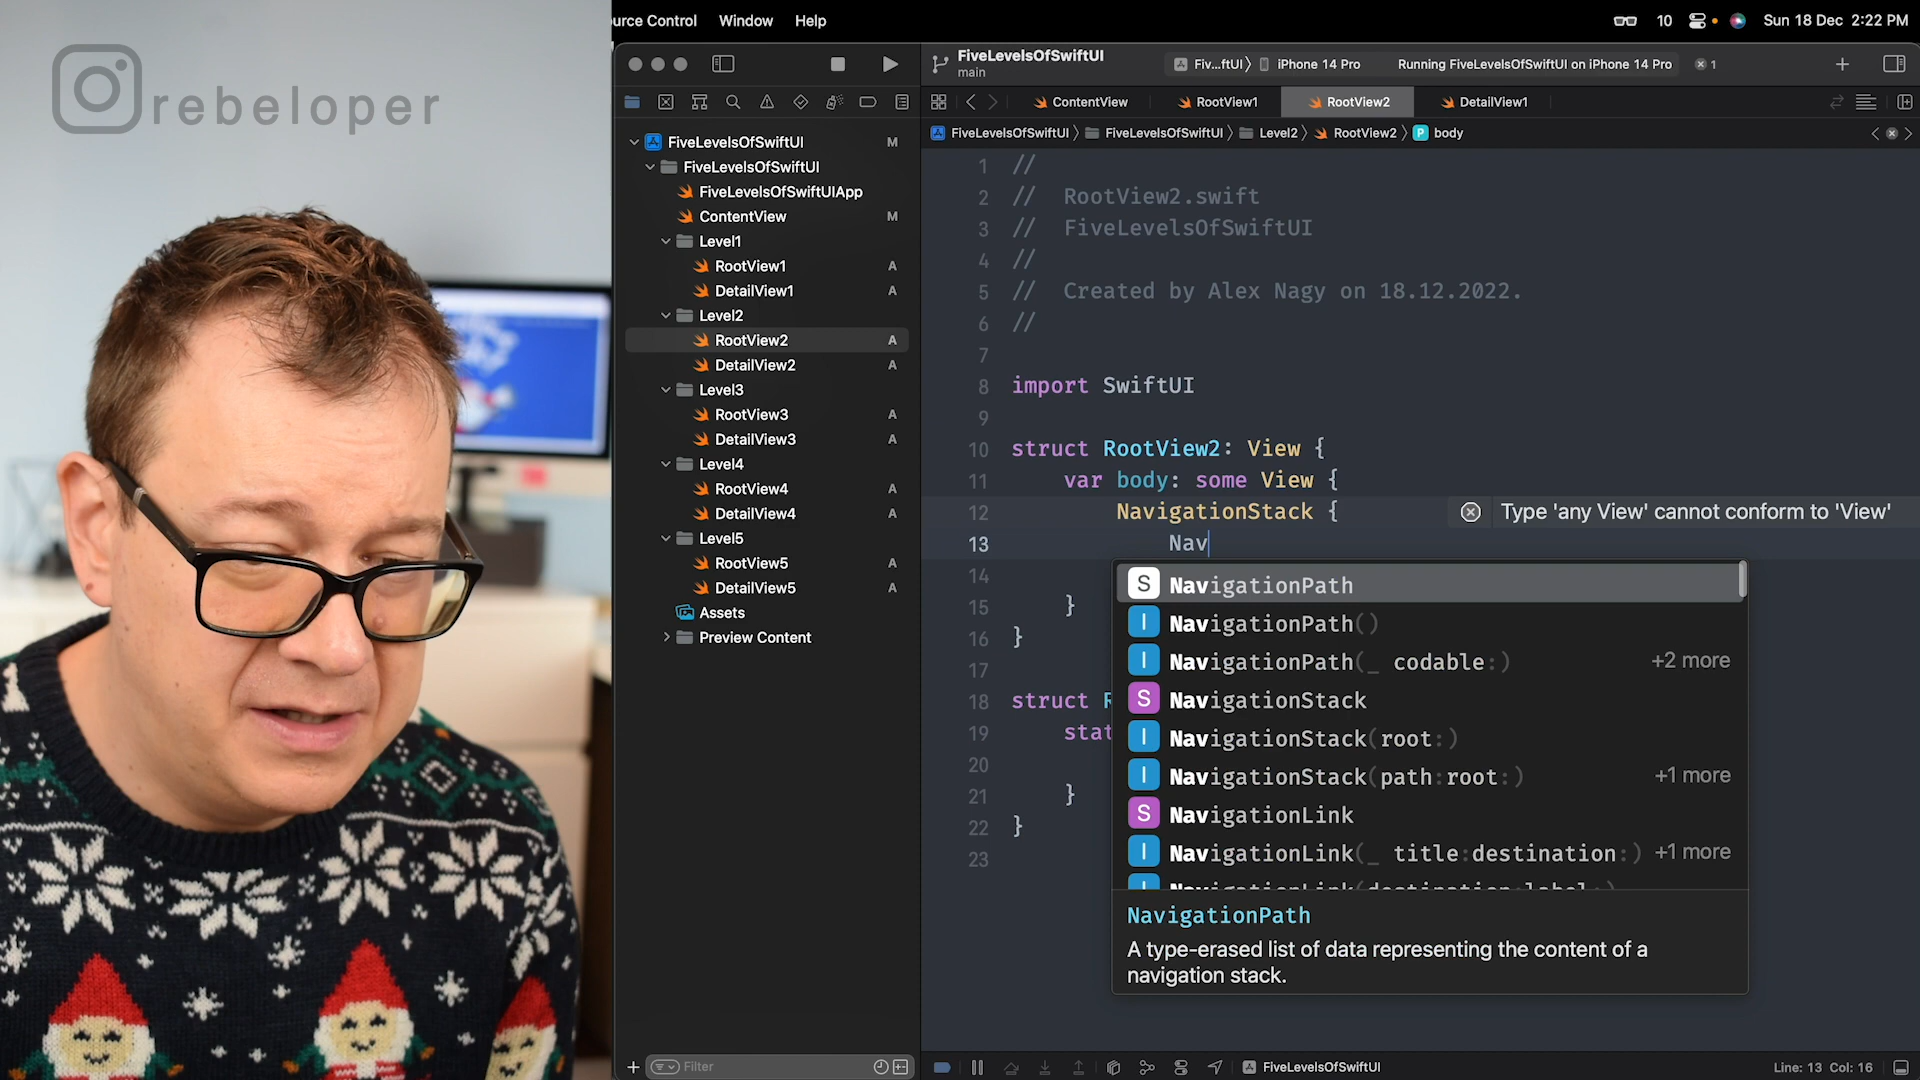 rebeloper
urce Control Window Help
10 Sun 18 Dec 2:22 PM
FiveLevelsOfSwiftUI
main
Fiv...ftUI〉 iPhone 14 Pro
Running FiveLevelsOfSwiftUI on iPhone 14 Pro
1
ContentView
RootView1
RootView2
DetailView1
FiveLevelsOfSwiftUI 〉 FiveLevelsOfSwiftUI 〉 Level2 〉 RootView2 〉 P body
FiveLevelsOfSwiftUI M
FiveLevelsOfSwiftUI
FiveLevelsOfSwiftUIApp
ContentView M
Level1
RootView1 A
DetailView1 A
Level2
RootView2 A
DetailView2 A
Level3
RootView3 A
DetailView3 A
Level4
RootView4 A
DetailView4 A
Level5
RootView5 A
DetailView5 A
Assets
Preview Content
Filter
1 //
2 // RootView2.swift
3 // FiveLevelsOfSwiftUI
4 //
5 // Created by Alex Nagy on 18.12.2022.
6 //
7
8 import SwiftUI
9
10 struct RootView2: View {
11 var body: some View {
12 NavigationStack {
Type 'any View' cannot conform to 'View'
13 Nav
14
15 }
16 }
17
18 struct R
19 stat
20
21 }
22 }
23
S NavigationPath
I NavigationPath()
I NavigationPath(_ codable:) +2 more
S NavigationStack
I NavigationStack(root:)
I NavigationStack(path:root:) +1 more
S NavigationLink
I NavigationLink(_ title:destination:) +1 more
NavigationLink(destination:label:)
NavigationPath
A type-erased list of data representing the content of a
navigation stack.
FiveLevelsOfSwiftUI
Line: 13 Col: 16